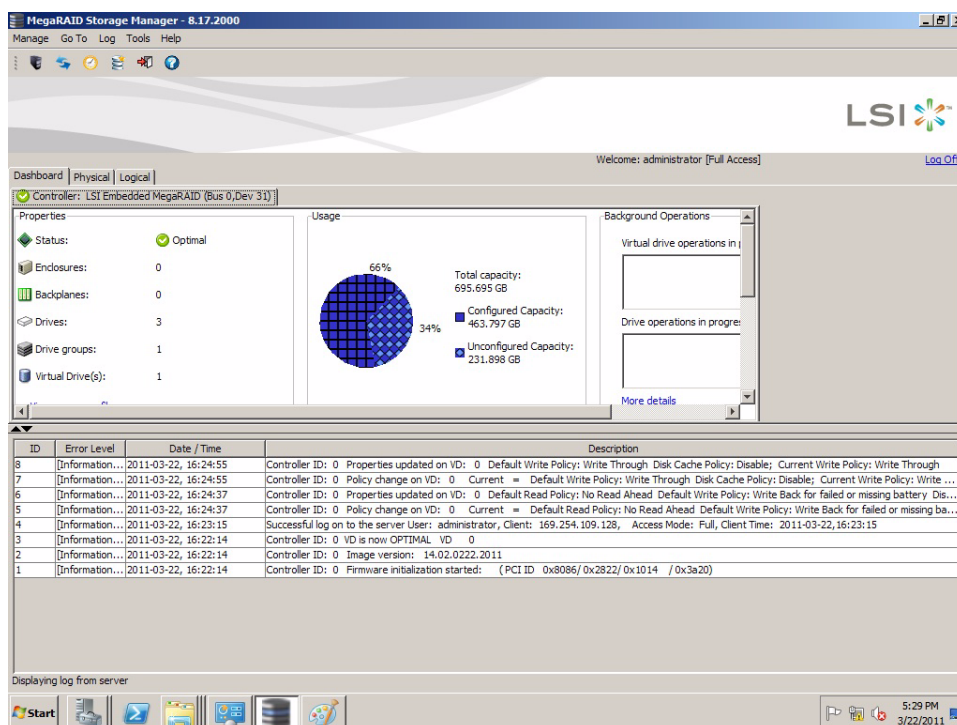 MegaRAID Storage Manager - 8.17.2000
Manage Go To Log Tools Help
LSI
Welcome: administrator [Full Access]
Log Off
Dashboard Physical Logical
Controller: LSI Embedded MegaRAID (Bus 0,Dev 31)
Properties
Status: Optimal
Enclosures: 0
Backplanes: 0
Drives: 3
Drive groups: 1
Virtual Drive(s): 1
Usage
66%
34%
Total capacity:
695.695 GB
Configured Capacity:
463.797 GB
Unconfigured Capacity:
231.898 GB
Background Operations
Virtual drive operations in
Drive operations in progres
More details
ID Error Level Date / Time Description
8 [Information... 2011-03-22, 16:24:55 Controller ID: 0 Properties updated on VD: 0 Default Write Policy: Write Through Disk Cache Policy: Disable; Current Write Policy: Write Through
7 [Information... 2011-03-22, 16:24:55 Controller ID: 0 Policy change on VD: 0 Current = Default Write Policy: Write Through Disk Cache Policy: Disable; Current Write Policy: Write ...
6 [Information... 2011-03-22, 16:24:37 Controller ID: 0 Properties updated on VD: 0 Default Read Policy: No Read Ahead Default Write Policy: Write Back for failed or missing battery Dis...
5 [Information... 2011-03-22, 16:24:37 Controller ID: 0 Policy change on VD: 0 Current = Default Read Policy: No Read Ahead Default Write Policy: Write Back for failed or missing ba...
4 [Information... 2011-03-22, 16:23:15 Successful log on to the server User: administrator, Client: 169.254.109.128, Access Mode: Full, Client Time: 2011-03-22,16:23:15
3 [Information... 2011-03-22, 16:22:14 Controller ID: 0 VD is now OPTIMAL VD 0
2 [Information... 2011-03-22, 16:22:14 Controller ID: 0 Image version: 14.02.0222.2011
1 [Information... 2011-03-22, 16:22:14 Controller ID: 0 Firmware initialization started: (PCI ID 0x8086/ 0x2822/ 0x1014 / 0x3a20)
Displaying log from server
Start
5:29 PM
3/22/2011